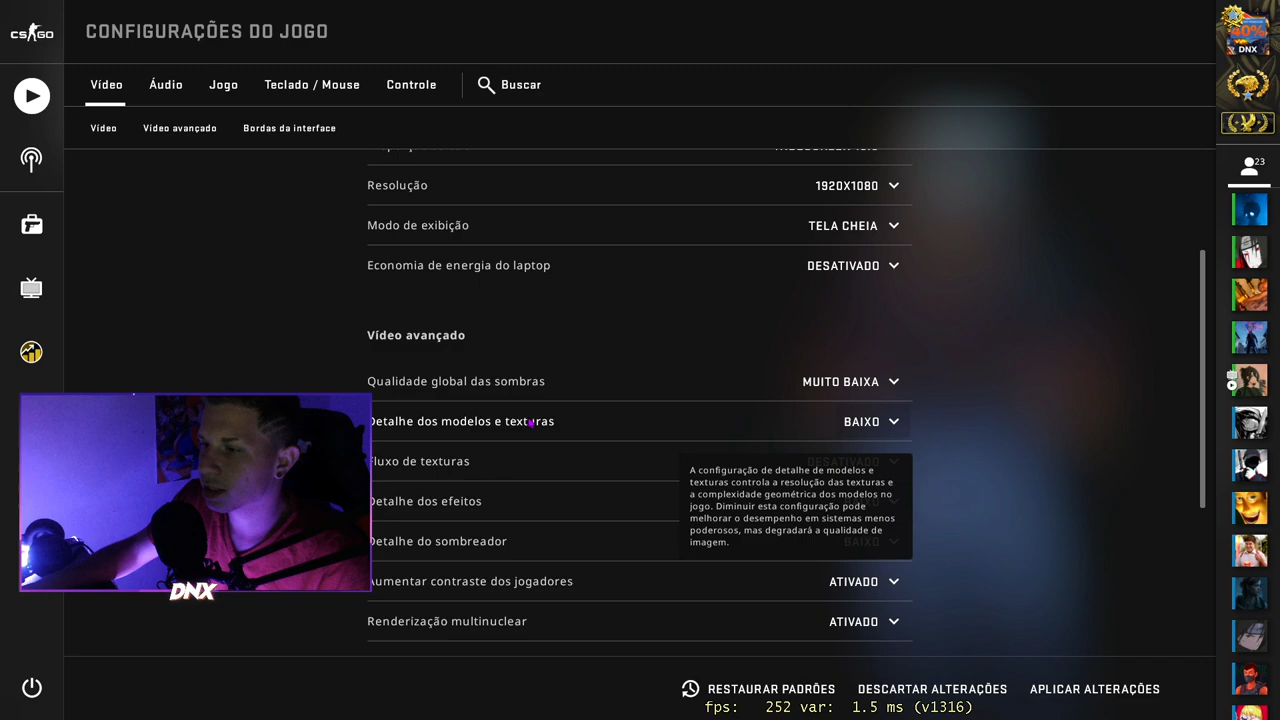 CS GO
CONFIGURAÇÕES DO JOGO
Vídeo
Áudio
Jogo
Teclado / Mouse
Controle
Buscar
Vídeo
Vídeo avançado
Bordas da interface
Resolução
1920X1080
Modo de exibição
TELA CHEIA
Economia de energia do laptop
DESATIVADO
Vídeo avançado
Qualidade global das sombras
MUITO BAIXA
Detalhe dos modelos e texturas
BAIXO
Fluxo de texturas
DESATIVADO
A configuração de detalhe de modelos e
texturas controla a resolução das texturas e
a complexidade geométrica dos modelos no
jogo. Diminuir esta configuração pode
melhorar o desempenho em sistemas menos
poderosos, mas degradará a qualidade de
imagem.
Detalhe dos efeitos
Detalhe do sombreador
BAIXO
Aumentar contraste dos jogadores
ATIVADO
Renderização multinuclear
ATIVADO
RESTAURAR PADRÕES
DESCARTAR ALTERAÇÕES
APLICAR ALTERAÇÕES
fps: 252 var: 1.5 ms (v1316)
DNX
40%
DNX
23